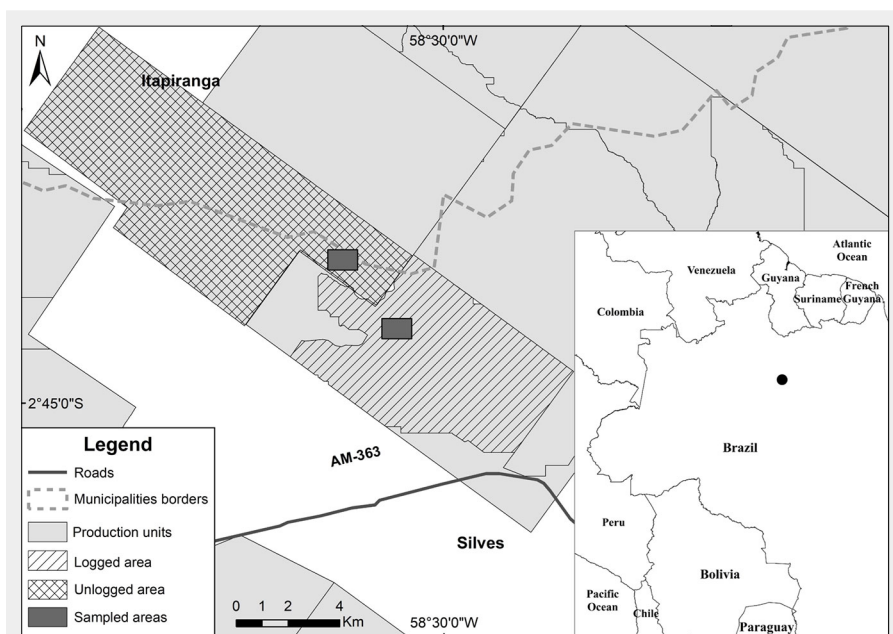 58°30'0"W
N
Itapiranga
2°45'0"S
AM-363
Silves
Legend
Roads
Municipalities borders
Production units
Logged area
Unlogged area
Sampled areas
0 1 2 4
Km
58°30'0"W
Atlantic
Ocean
Venezuela
Guyana
French
Guyana
Suriname
Colombia
Brazil
Peru
Bolivia
Pacific
Ocean
Chile
Paraguay